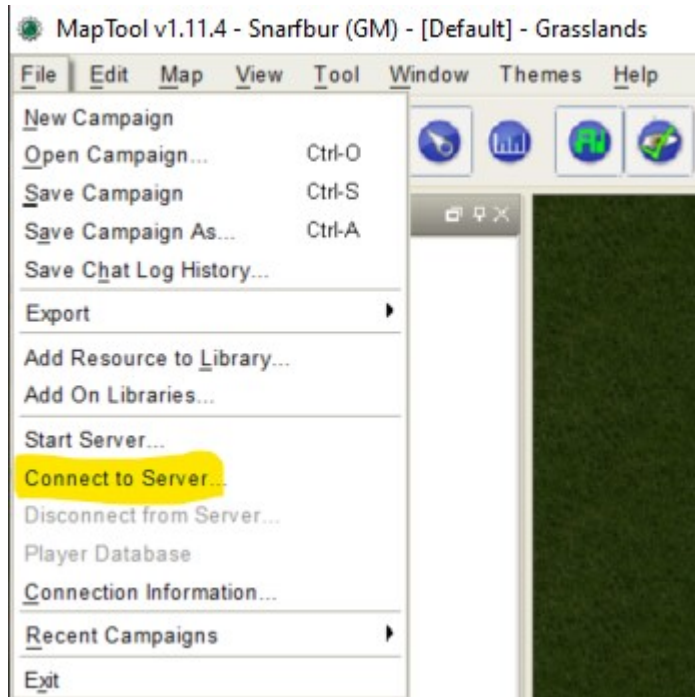 MapTool v1.11.4 - Snarfbur (GM) - [Default] - Grasslands
File Edit Map View Tool Window Themes Help
New Campaign
Open Campaign... Ctrl-O
Save Campaign Ctrl-S
Save Campaign As... Ctrl-A
Save Chat Log History...
Export
Add Resource to Library...
Add On Libraries...
Start Server...
Connect to Server...
Disconnect from Server...
Player Database
Connection Information...
Recent Campaigns
Exit